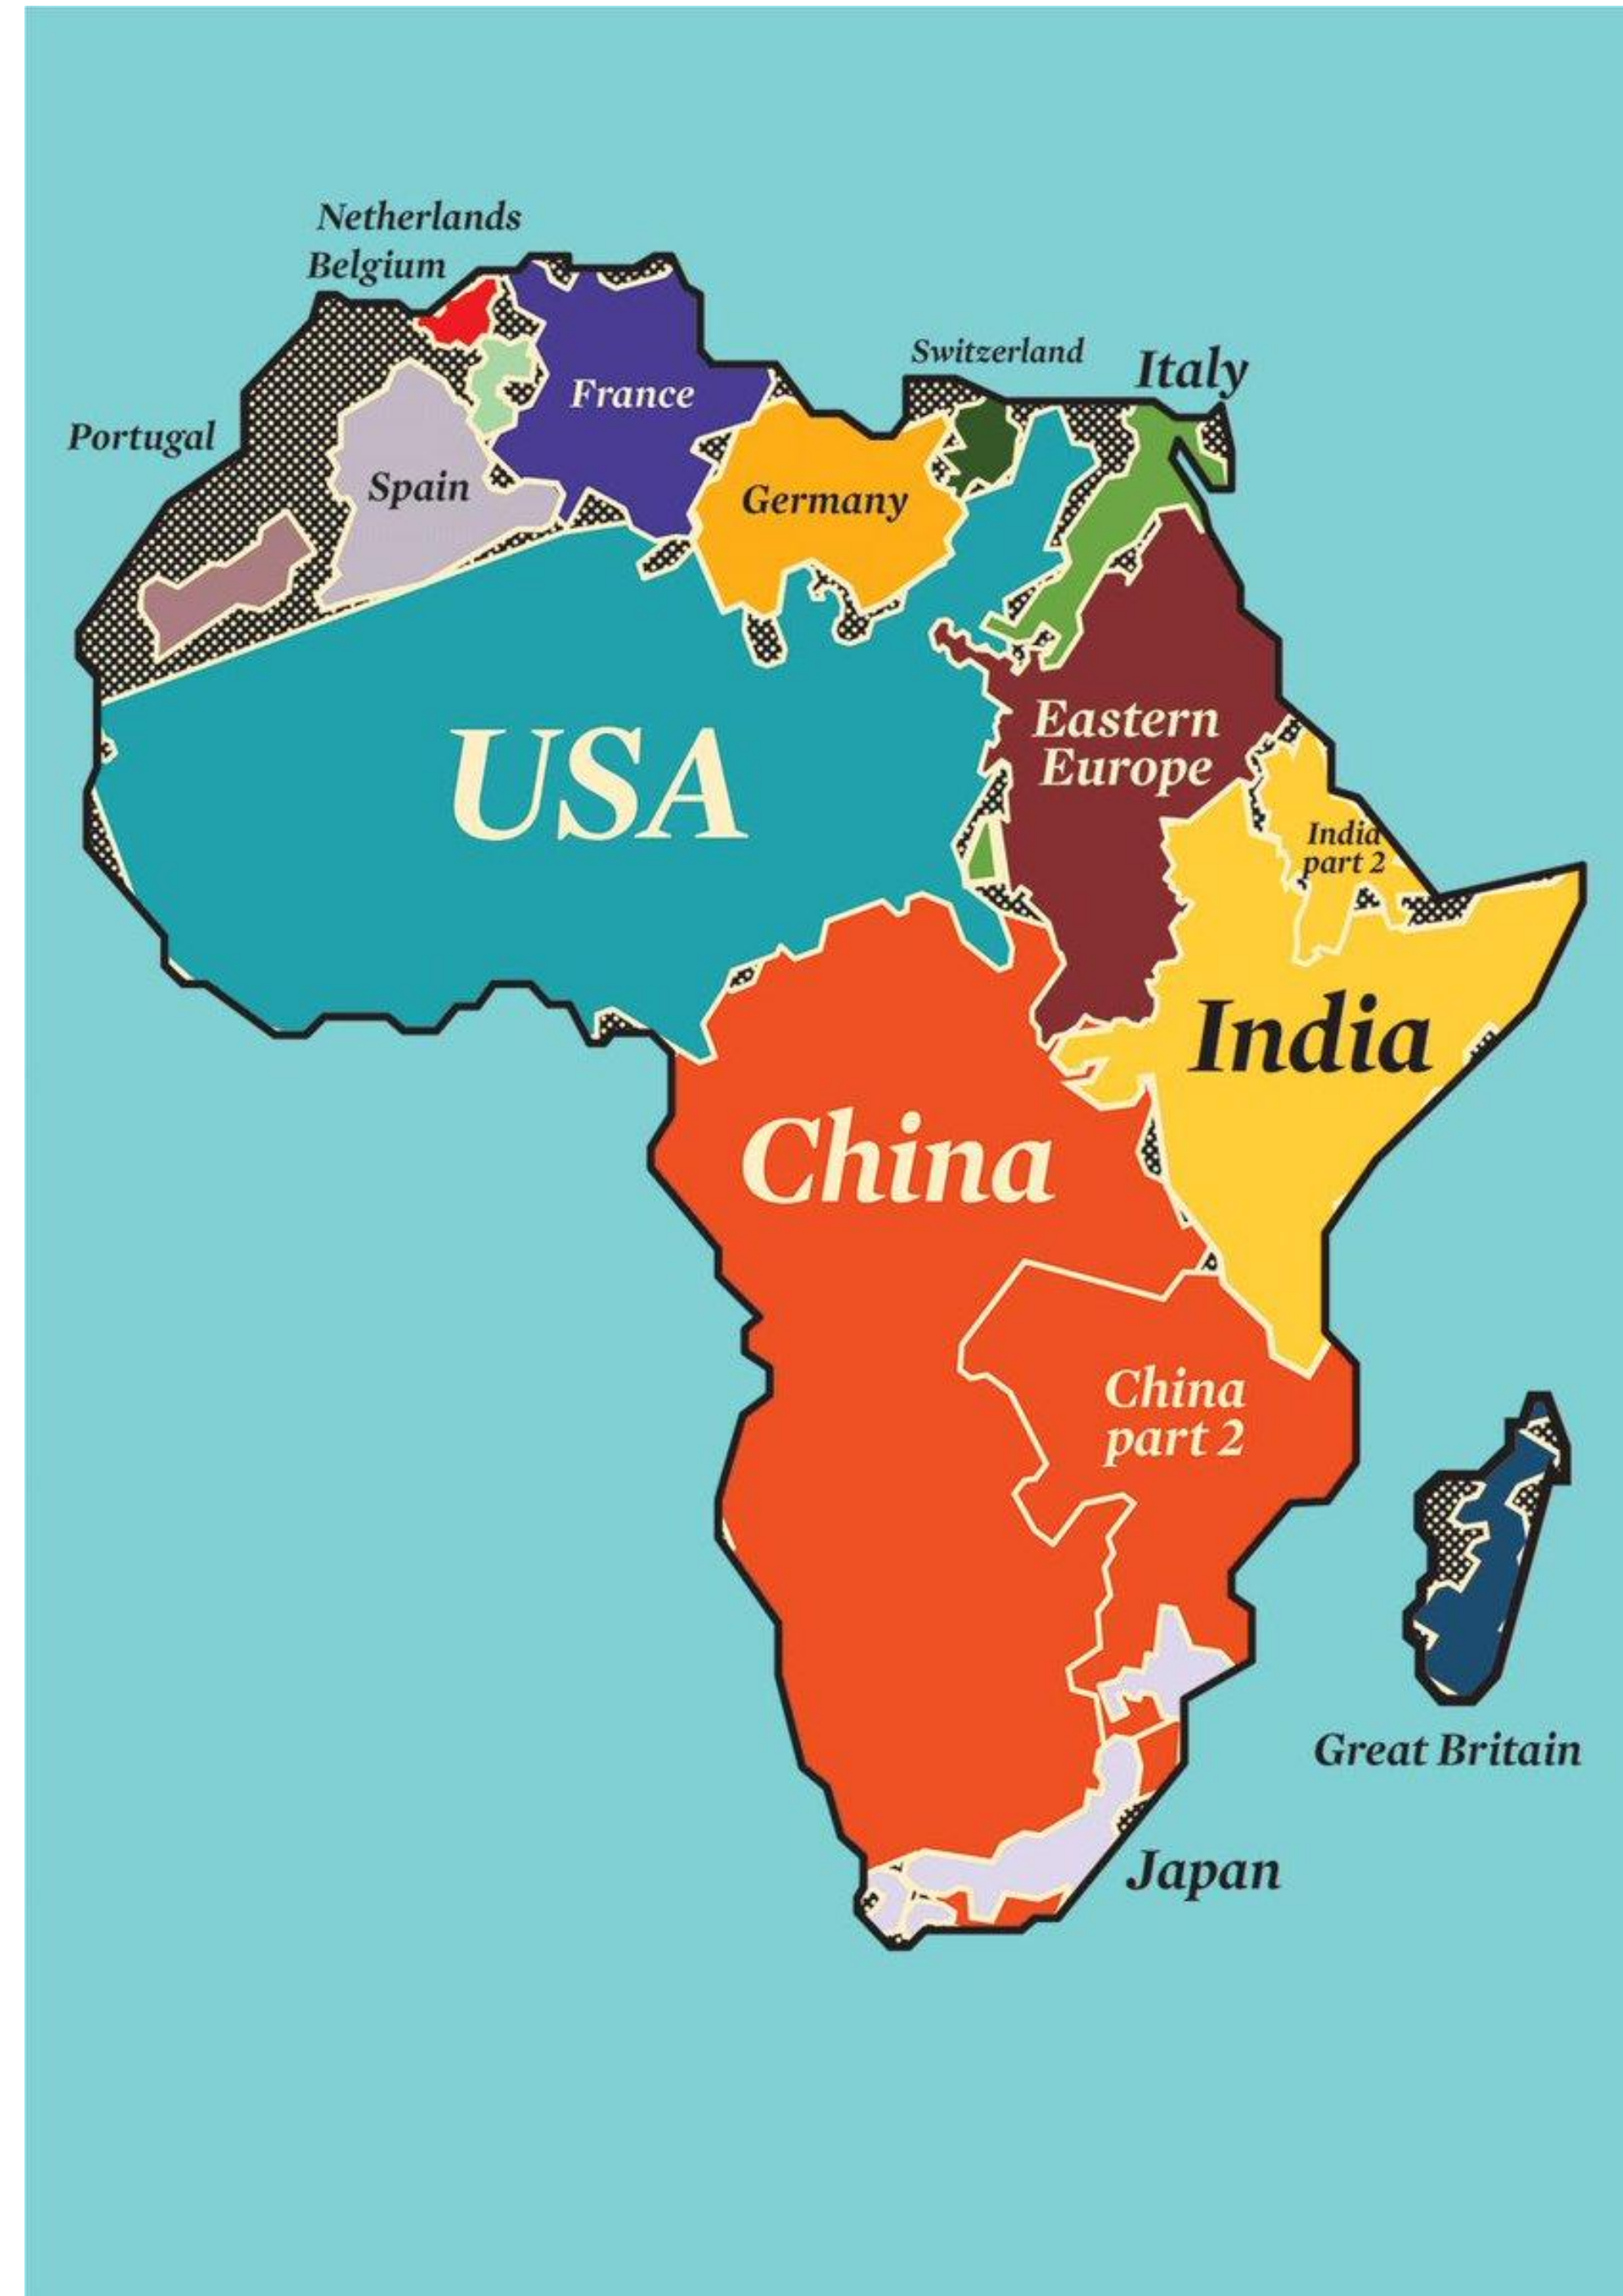 Netherlands
Belgium
Switzerland
Italy
Portugal
France
Spain
Germany
USA
Eastern
Europe
India
part 2
India
China
China
part 2
Great Britain
Japan